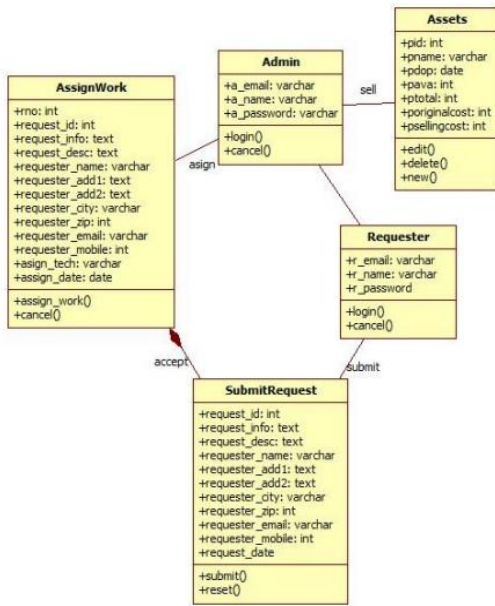 Assets
+pid: int
+pname: varchar
+pdop: date
+pava: int
+ptotal: int
+poriginalcost: int
+psellingcost: int
+edit()
+delete()
+new()
Admin
+a_email: varchar
+a_name: varchar
+a_password: varchar
+login()
+cancel()
sell
AssignWork
+rno: int
+request_id: int
+request_info: text
+request_desc: text
+requester_name: varchar
+requester_add1: text
+requester_add2: text
+requester_city: varchar
+requester_zip: int
+requester_email: varchar
+requester_mobile: int
+asign_tech: varchar
+assign_date: date
+assign_work()
+cancel()
asign
Requester
+r_email: varchar
+r_name: varchar
+r_password
+login()
+cancel()
accept
submit
SubmitRequest
+request_id: int
+request_info: text
+request_desc: text
+requester_name: varchar
+requester_add1: text
+requester_add2: text
+requester_city: varchar
+requester_zip: int
+requester_email: varchar
+requester_mobile: int
+request_date
+submit()
+reset()